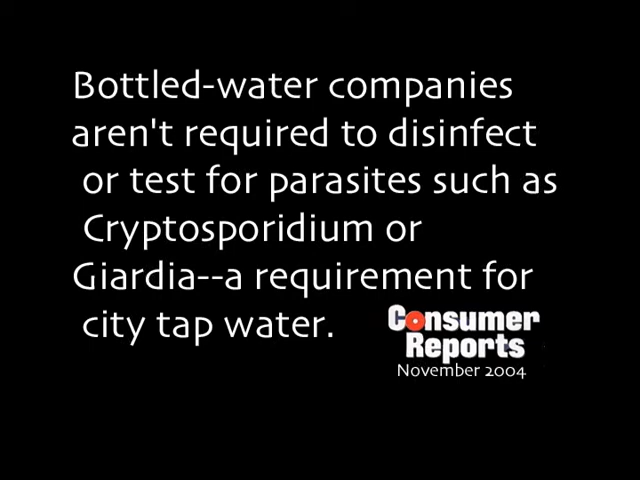 Bottled-water companies
aren't required to disinfect
or test for parasites such as
Cryptosporidium or
Giardia--a requirement for
city tap water.
Consumer
Reports
November 2004